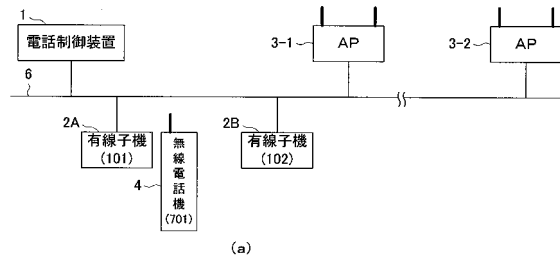 1
電話制御装置
3-1
AP
3-2
AP
6
2A
有線子機
(101)
4
無線電話機
(701)
2B
有線子機
(102)
(a)